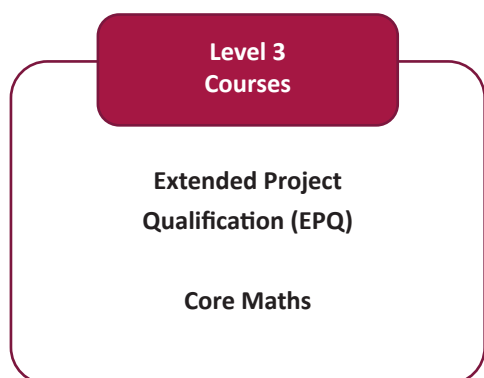 Level 3
Courses
Extended Project
Qualification (EPQ)
Core Maths